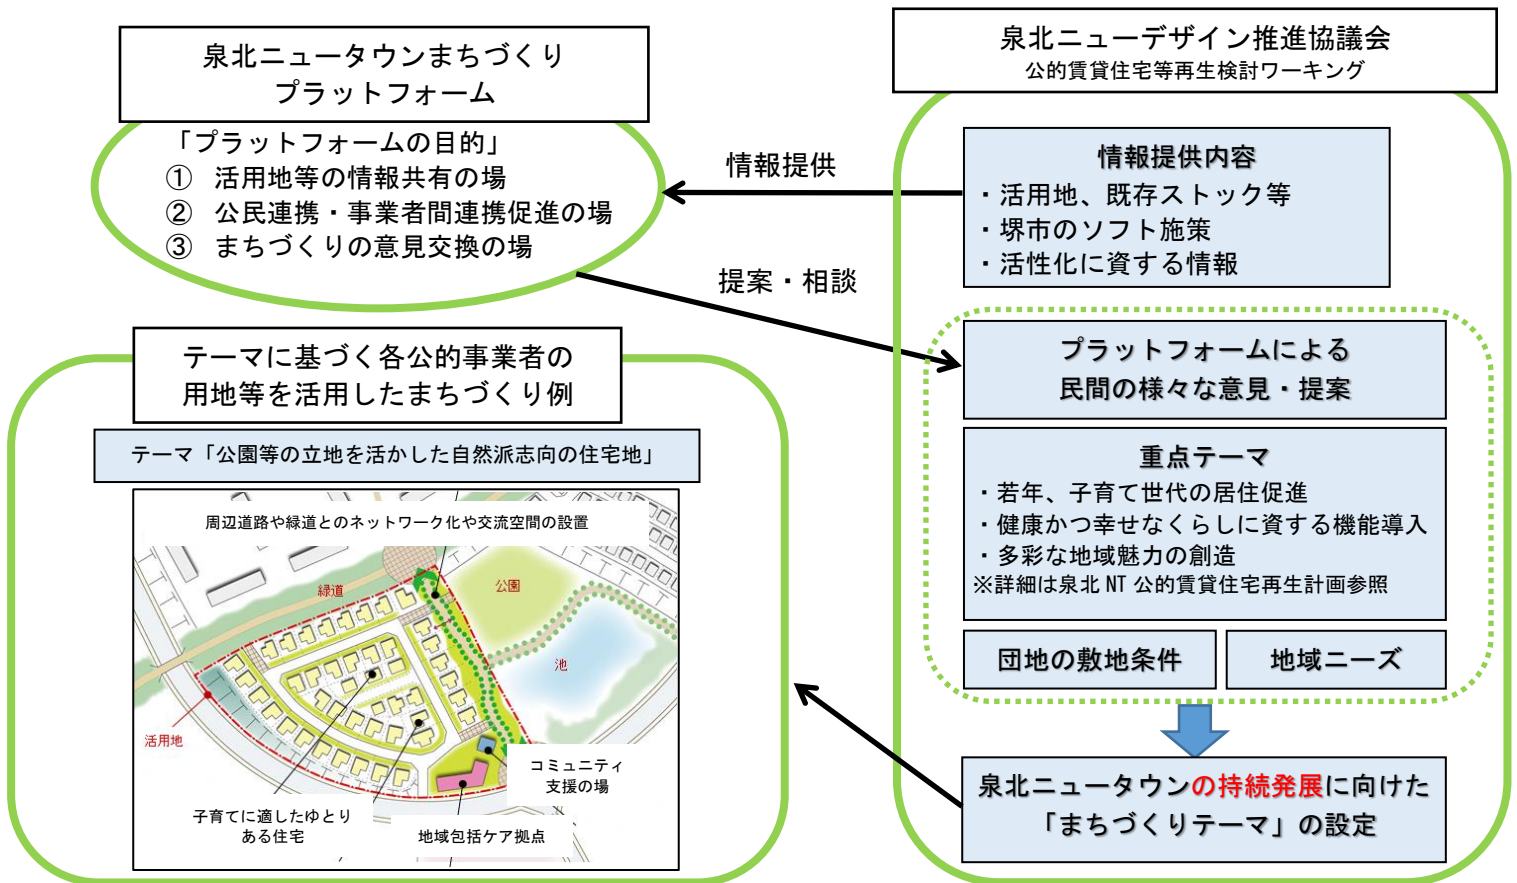 泉北ニュータウンまちづくり
プラットフォーム
「プラットフォームの目的」
① 活用地等の情報共有の場
② 公民連携・事業者間連携促進の場
③ まちづくりの意見交換の場
情報提供
提案・相談
泉北ニューデザイン推進協議会
公的賃貸住宅等再生検討ワーキング
情報提供内容
・活用地、既存ストック等
・堺市のソフト施策
・活性化に資する情報
プラットフォームによる
民間の様々な意見・提案
重点テーマ
・若年、子育て世代の居住促進
・健康かつ幸せなくらしに資する機能導入
・多彩な地域魅力の創造
※詳細は泉北 NT 公的賃貸住宅再生計画参照
団地の敷地条件
地域ニーズ
泉北ニュータウンの持続発展に向けた
「まちづくりテーマ」の設定
テーマに基づく各公的事業者の
用地等を活用したまちづくり例
テーマ「公園等の立地を活かした自然派志向の住宅地」
周辺道路や緑道とのネットワーク化や交流空間の設置
緑道
公園
池
活用地
コミュニティ
支援の場
子育てに適したゆとり
ある住宅
地域包括ケア拠点